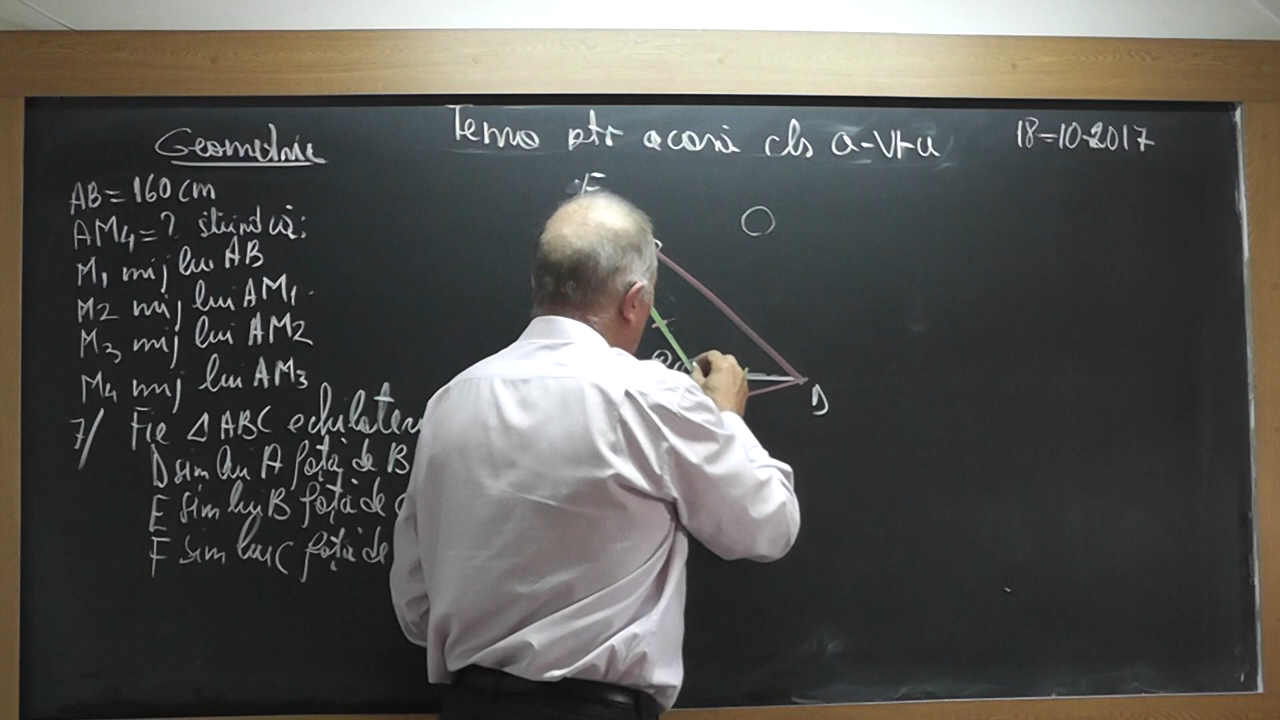 Geometrie
Tema ptr acasă cls a-VI-a
18-10-2017
AB = 160 cm
AM4 = ? știind că:
M1 mij lui AB
M2 mij lui AM1
M3 mij lui AM2
M4 mij lui AM3
7/ Fie Δ ABC echilater
D sim lui A față de B
E sim lui B față de
F sim lui C față de
D